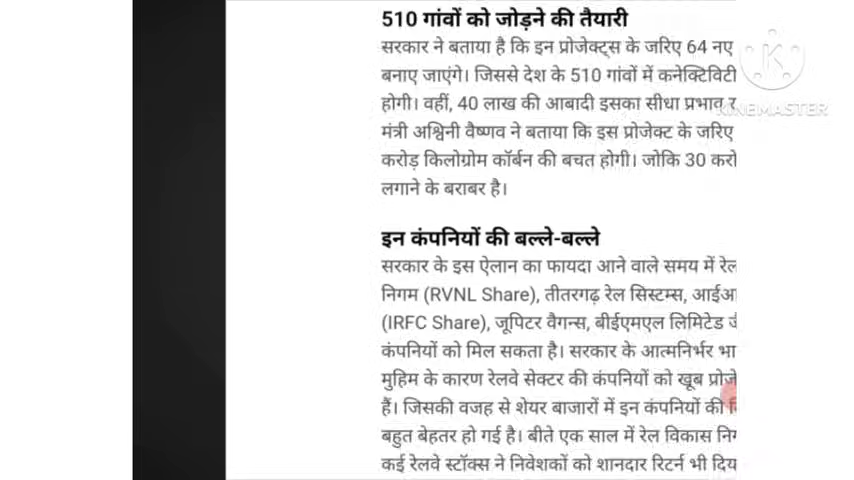 510 गांवों को जोड़ने की तैयारी
सरकार ने बताया है कि इन प्रोजेक्ट्स के जरिए 64 नए
बनाए जाएंगे। जिससे देश के 510 गांवों में कनेक्टिविटी
होगी। वहीं, 40 लाख की आबादी इसका सीधा प्रभाव
मंत्री अश्विनी वैष्णव ने बताया कि इस प्रोजेक्ट के जरिए
करोड़ किलोग्रोम कॉर्बन की बचत होगी। जोकि 30 करो
लगाने के बराबर है।
इन कंपनियों की बल्ले-बल्ले
सरकार के इस ऐलान का फायदा आने वाले समय में रेल
निगम (RVNL Share), तीतरगढ़ रेल सिस्टम्स, आईआ
(IRFC Share), जूपिटर वैगन्स, बीईएमएल लिमिटेड
कंपनियों को मिल सकता है। सरकार के आत्मनिर्भर भा
मुहिम के कारण रेलवे सेक्टर की कंपनियों को खूब प्रोजे
हैं। जिसकी वजह से शेयर बाजारों में इन कंपनियों की
बहुत बेहतर हो गई है। बीते एक साल में रेल विकास निग
कई रेलवे स्टॉक्स ने निवेशकों को शानदार रिटर्न भी दिय
KINEMASTER